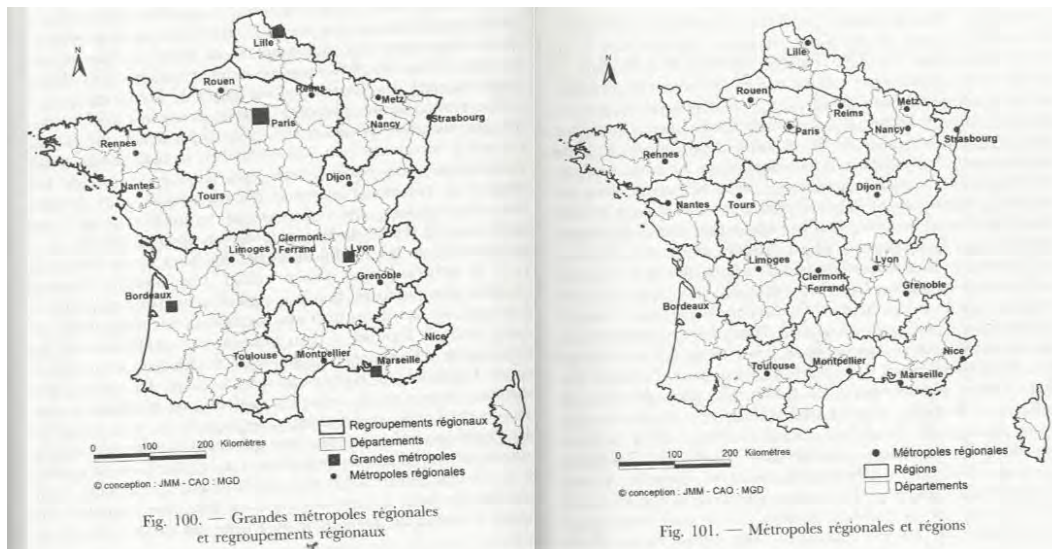 N
Lille
Rouen
Reims
Metz
Paris
Nancy
Strasbourg
Rennes
Nantes
Tours
Dijon
Limoges
Clermont-
Ferrand
Lyon
Grenoble
Bordeaux
Nice
Toulouse
Montpellier
Marseille
Regroupements régionaux
Départements
Grandes métropoles
Métropoles régionales
0 100 200 Kilomètres
© conception : JMM - CAO : MGD
Fig. 100. — Grandes métropoles régionales
et regroupements régionaux
N
Lille
Rouen
Reims
Metz
Paris
Nancy
Strasbourg
Rennes
Nantes
Tours
Dijon
Limoges
Clermont-
Ferrand
Lyon
Grenoble
Bordeaux
Toulouse
Montpellier
Nice
Marseille
0 100 200 Kilomètres
Métropoles régionales
Régions
Départements
© conception : JMM - CAO : MGD
Fig. 101. — Métropoles régionales et régions